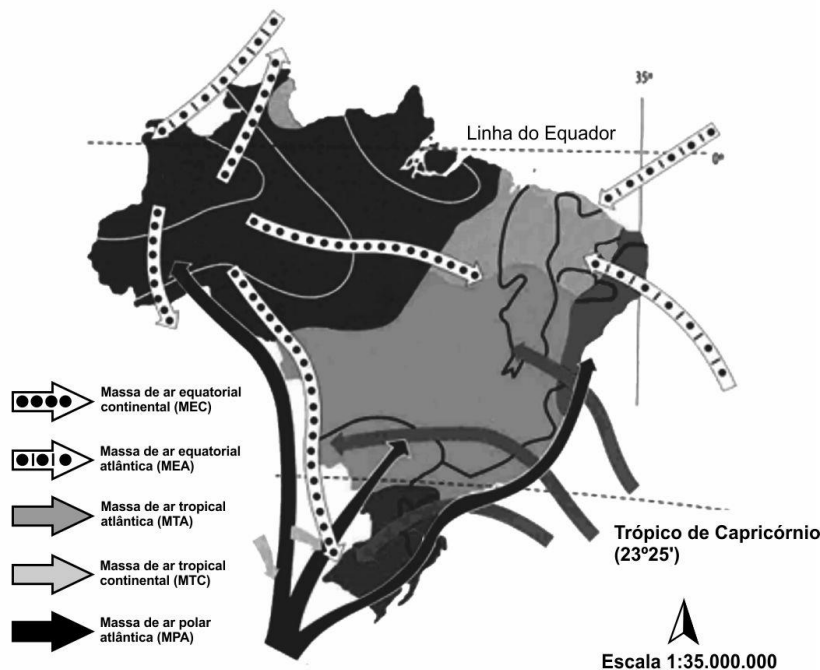 35º
Linha do Equador
0º
Massa de ar equatorial
continental (MEC)
Massa de ar equatorial
atlântica (MEA)
Massa de ar tropical
atlântica (MTA)
Massa de ar tropical
continental (MTC)
Massa de ar polar
atlântica (MPA)
Trópico de Capricórnio
(23º25')
Escala 1:35.000.000